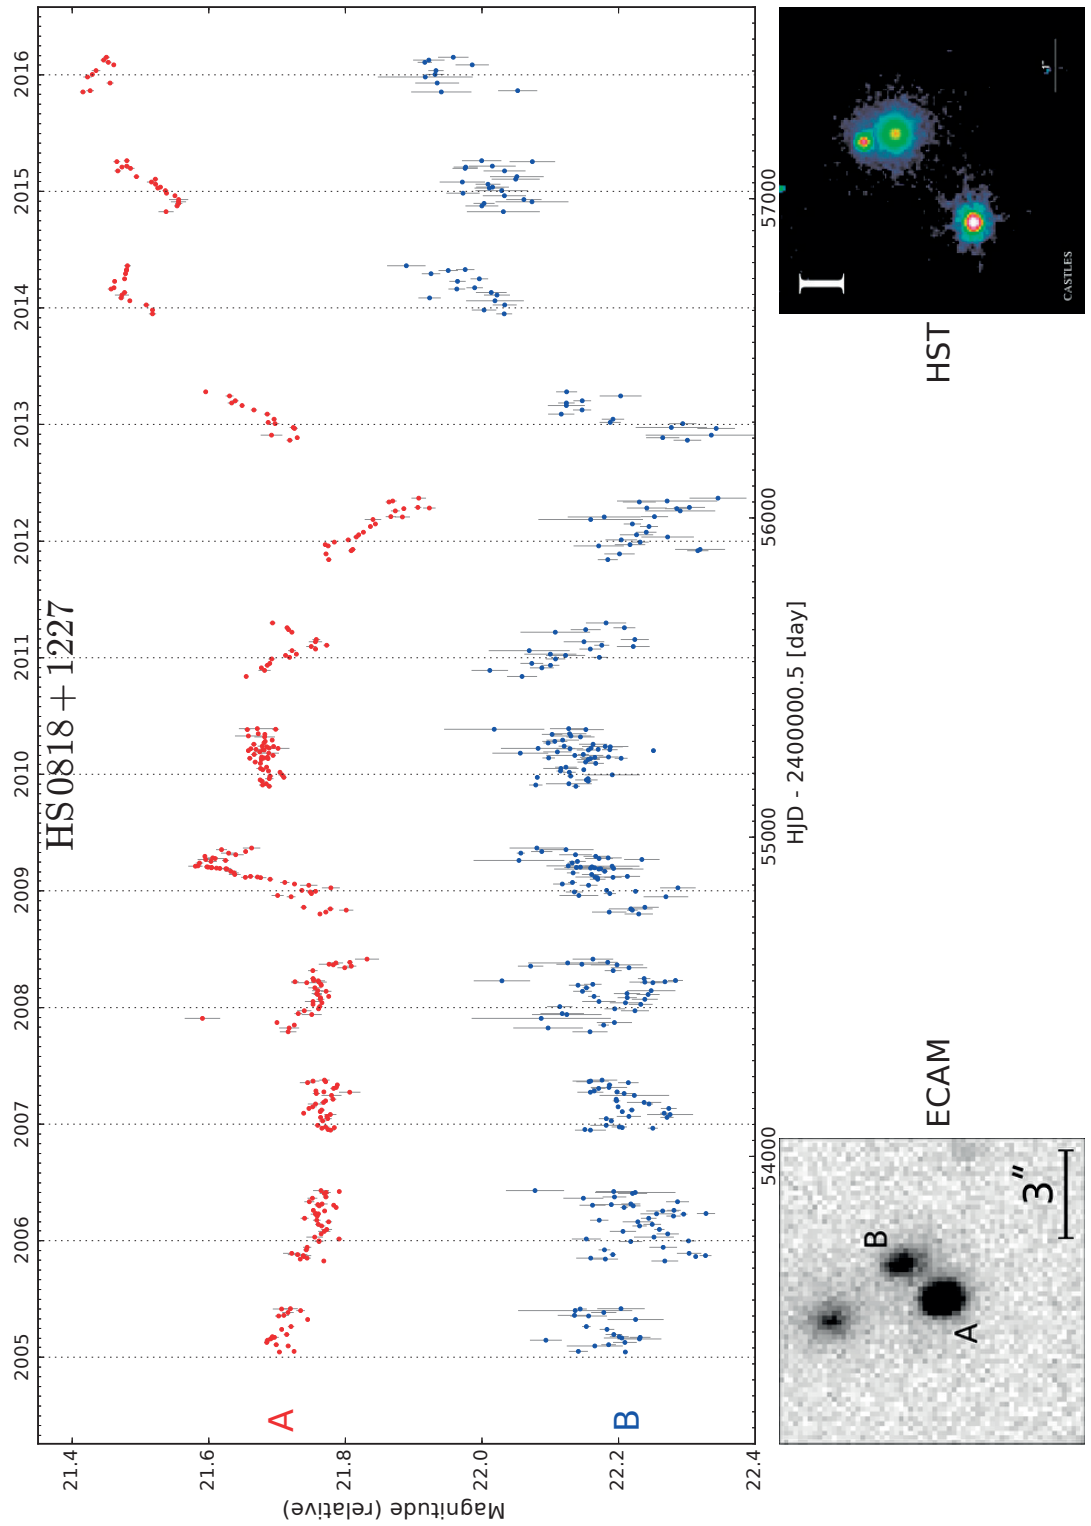 HS0818+1227
2005 2006 2007 2008 2009 2010 2011 2012 2013 2014 2015 2016
21.4
21.6
21.8
22.0
22.2
22.4
Magnitude (relative)
A
B
54000 55000 56000 57000
HJD - 2400000.5 [day]
ECAM
A
B
3"
HST
I
CASTLES